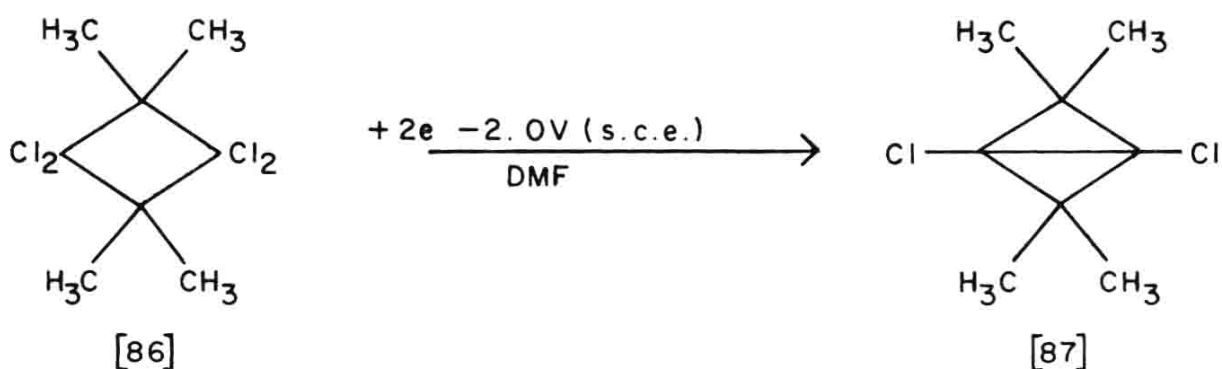 H3C CH3 H3C CH3
Cl2 Cl2 +2e -2.0V (s.c.e.) Cl Cl
DMF
H3C CH3 H3C CH3
[86] [87]